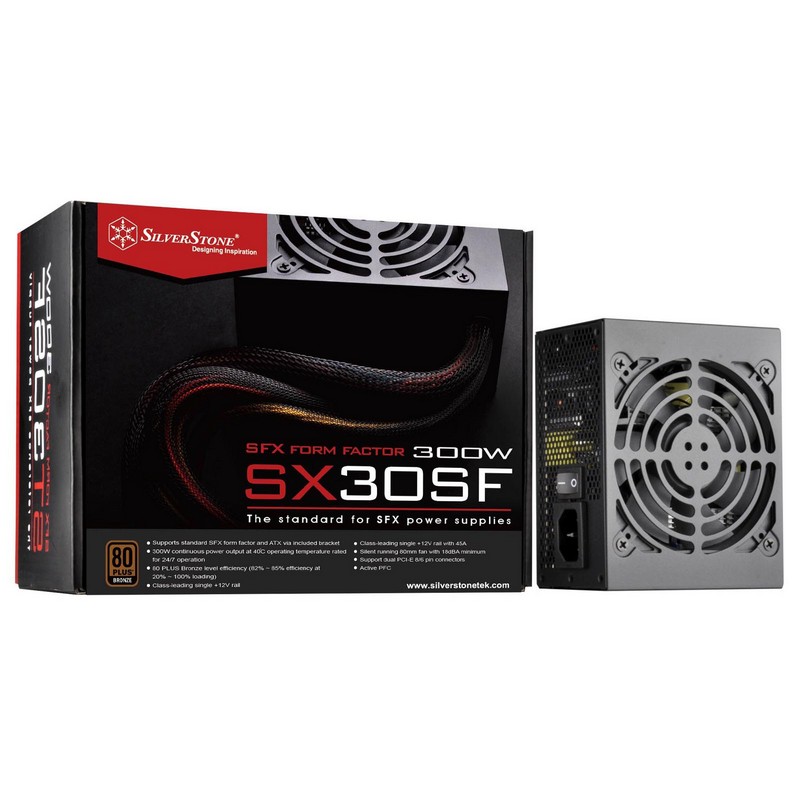 SILVERSTONE®
Designing Inspiration
SFX FORM FACTOR 300W
SX30SF
The standard for SFX power supplies
80
PLUS
BRONZE
• Supports standard SFX form factor and ATX via included bracket
• 300W continuous power output at 40℃ operating temperature rated
for 24/7 operation
• 80 PLUS Bronze level efficiency (82% ~ 85% efficiency at
20% ~ 100% loading)
• Class-leading single +12V rail
• Class-leading single +12V rail with 45A
• Silent running 80mm fan with 18dBA minimum
• Support dual PCI-E 8/6 pin connectors
• Active PFC
www.silverstonetek.com
300W